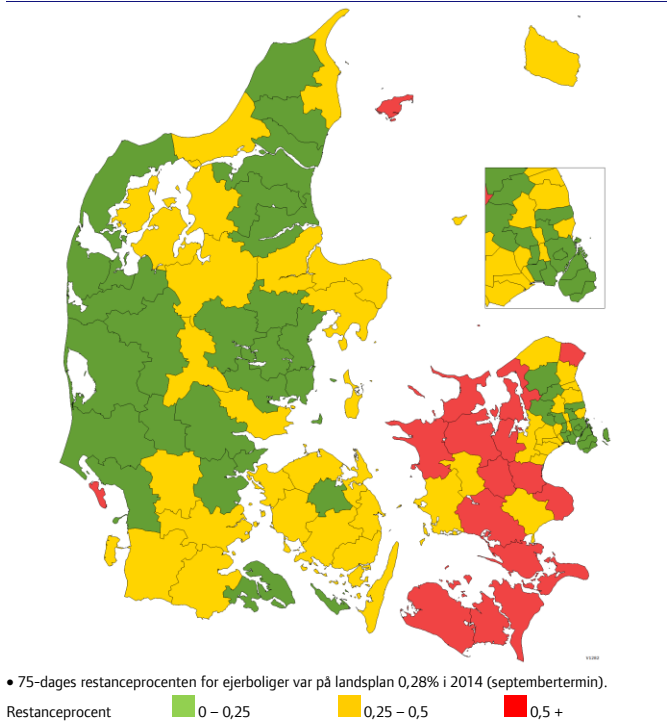 • 75-dages restanceprocenten for ejerboliger var på landsplan 0,28% i 2014 (septembertermin).
Restanceprocent 0 – 0,25 0,25 – 0,5 0,5 +